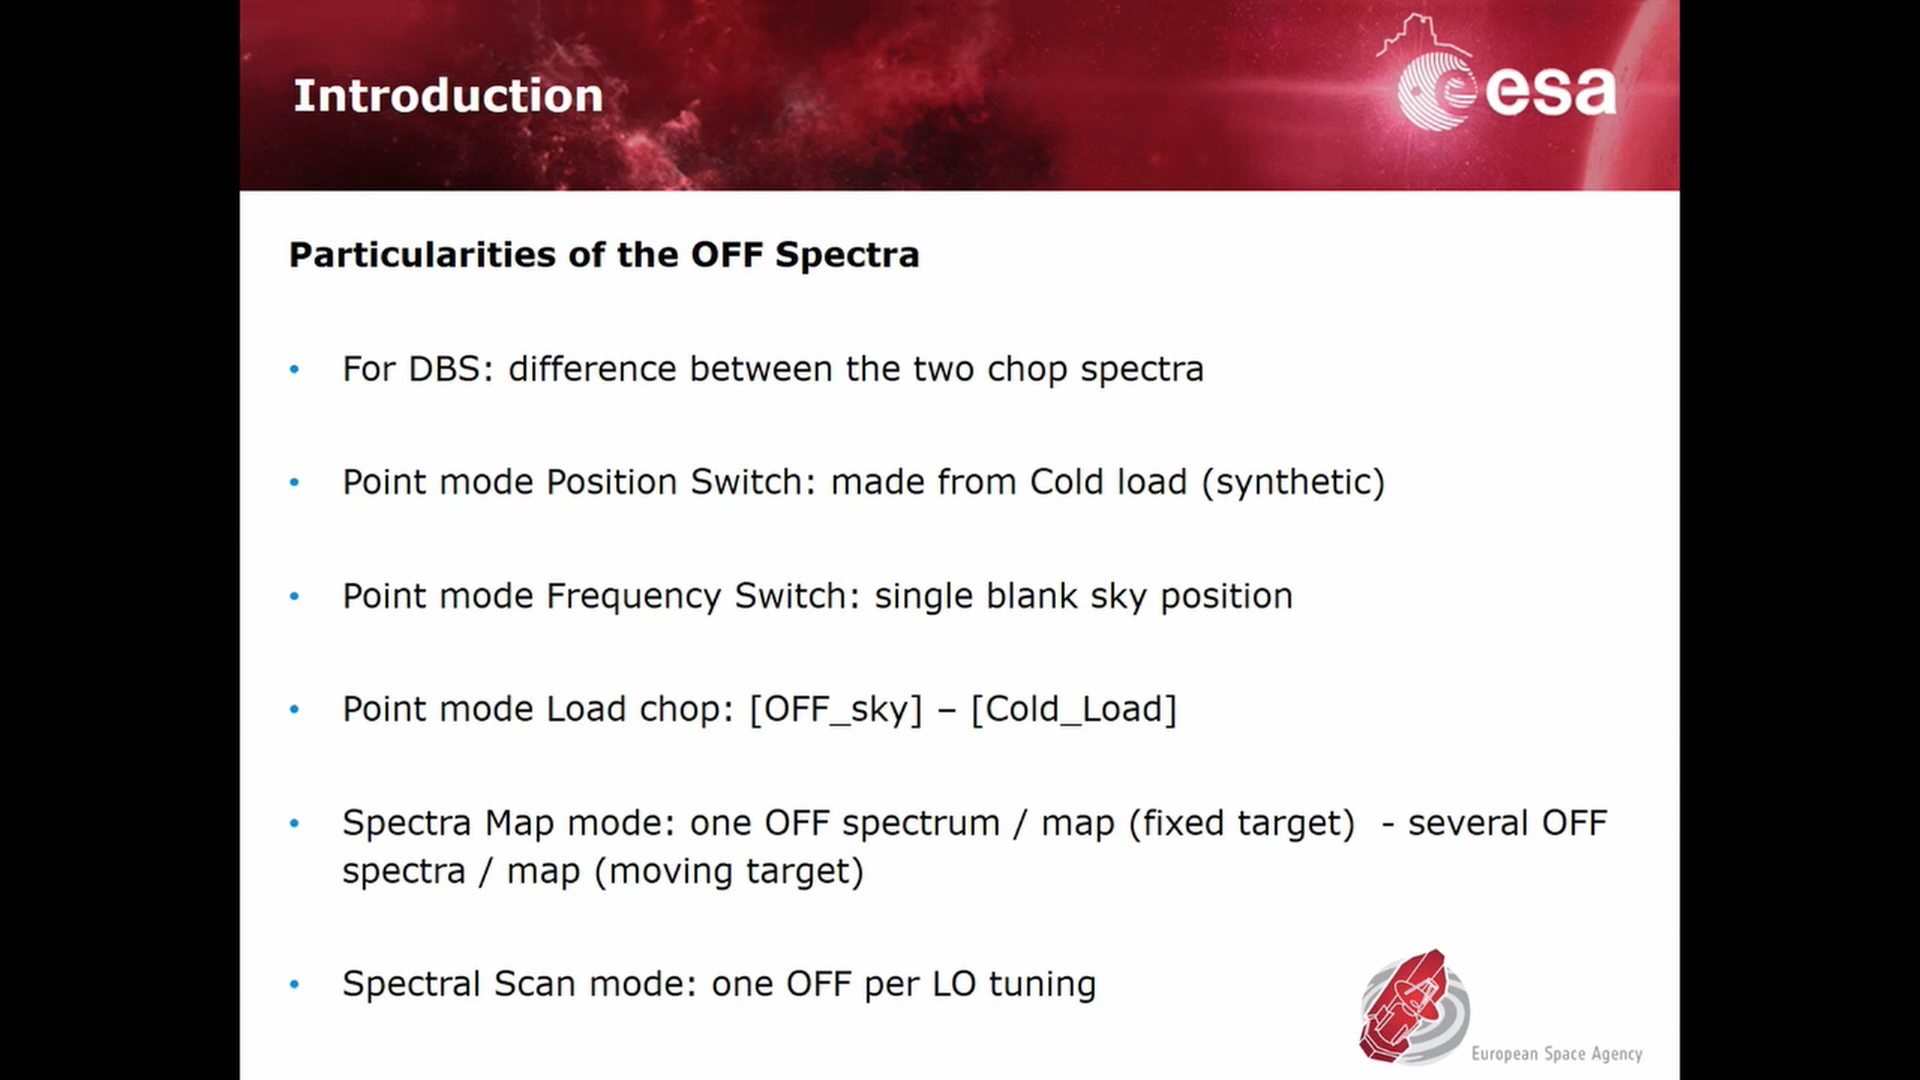 Introduction
esa
Particularities of the OFF Spectra
• For DBS: difference between the two chop spectra
• Point mode Position Switch: made from Cold load (synthetic)
• Point mode Frequency Switch: single blank sky position
• Point mode Load chop: [OFF_sky] – [Cold_Load]
• Spectra Map mode: one OFF spectrum / map (fixed target)  - several OFF
spectra / map (moving target)
• Spectral Scan mode: one OFF per LO tuning
European Space Agency